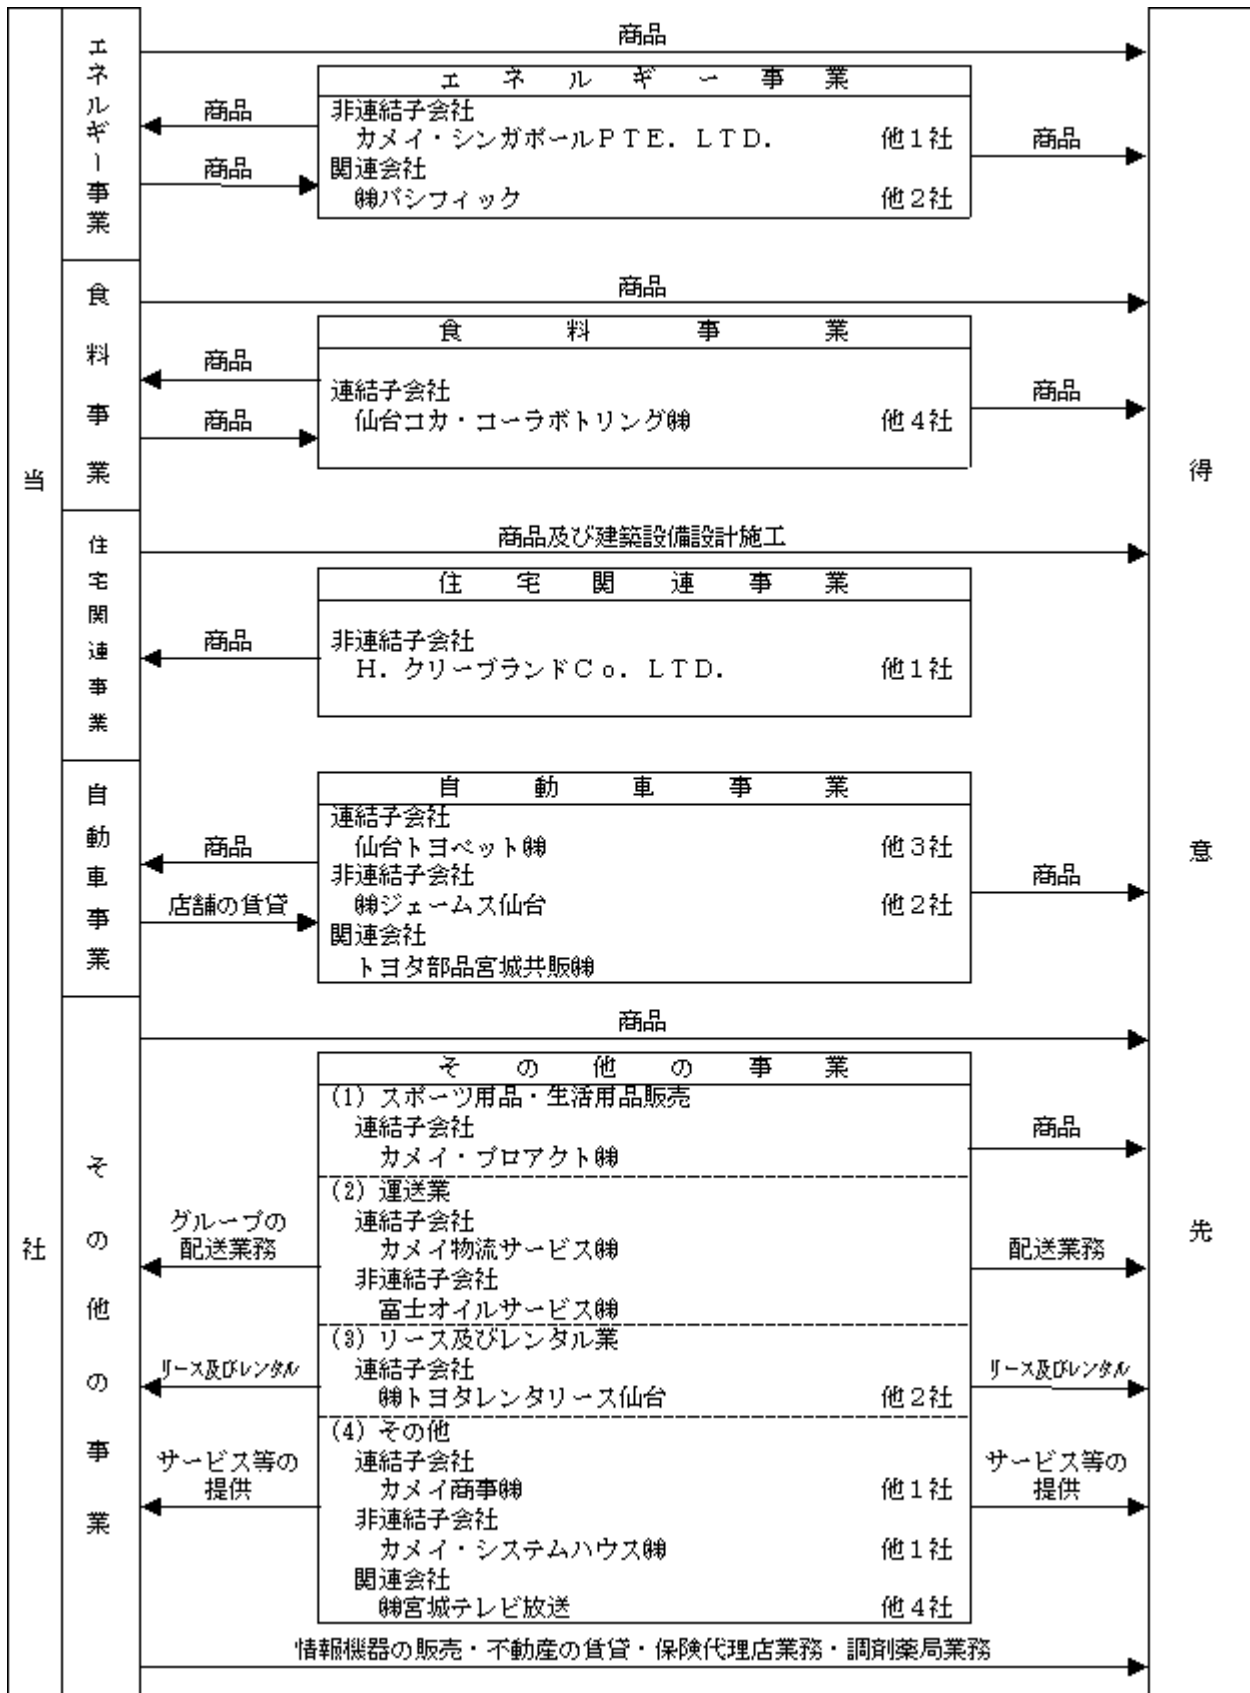 当社
得意先
エネルギー事業
商品
エネルギー事業
商品
商品
非連結子会社
カメイ・シンガポールＰＴＥ．ＬＴＤ． 他１社
関連会社
㈱パシフィック 他２社
商品
食料事業
商品
食料事業
商品
商品
連結子会社
仙台コカ・コーラボトリング㈱ 他４社
商品
住宅関連事業
商品及び建築設備設計施工
住宅関連事業
商品
非連結子会社
Ｈ．クリーブランドＣｏ．ＬＴＤ． 他１社
自動車事業
自動車事業
商品
店舗の賃貸
連結子会社
仙台トヨペット㈱ 他３社
非連結子会社
㈱ジェームス仙台 他２社
関連会社
トヨタ部品宮城共販㈱
商品
その他の事業
商品
その他の事業
(1) スポーツ用品・生活用品販売
連結子会社
カメイ・プロアクト㈱
商品
(2) 運送業
連結子会社
カメイ物流サービス㈱
非連結子会社
富士オイルサービス㈱
グループの
配送業務
配送業務
(3) リース及びレンタル業
連結子会社
㈱トヨタレンタリース仙台 他２社
リース及びレンタル
リース及びレンタル
(4) その他
連結子会社
カメイ商事㈱ 他１社
非連結子会社
カメイ・システムハウス㈱ 他１社
関連会社
㈱宮城テレビ放送 他４社
サービス等の
提供
サービス等の
提供
情報機器の販売・不動産の賃貸・保険代理店業務・調剤薬局業務